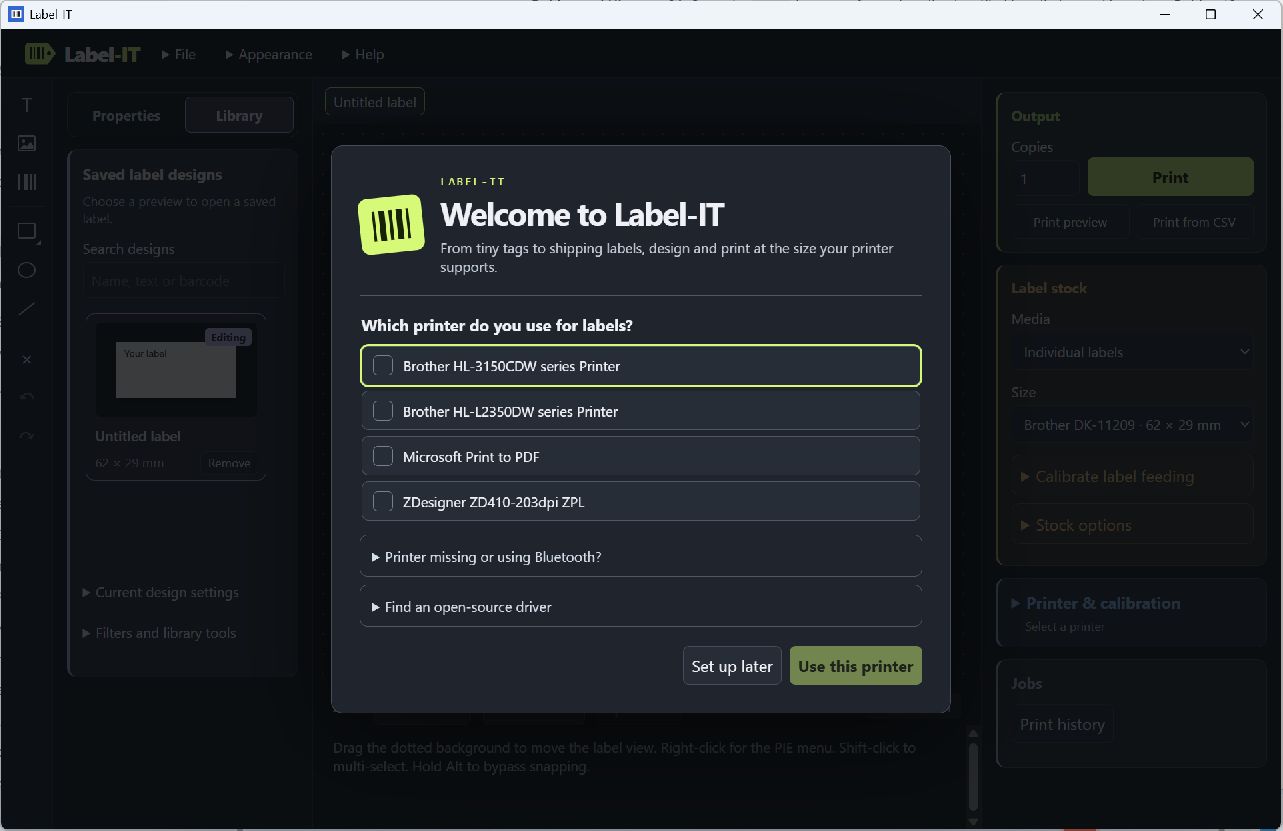 Label-IT
Label-IT
File
Appearance
Help
Properties
Library
Saved label designs
Choose a preview to open a saved
label.
Search designs
Name, text or barcode
Editing
Your label
Untitled label
62 × 29 mm
Remove
Current design settings
Filters and library tools
Untitled label
LABEL-IT
Welcome to Label-IT
From tiny tags to shipping labels, design and print at the size your printer
supports.
Which printer do you use for labels?
Brother HL-3150CDW series Printer
Brother HL-L2350DW series Printer
Microsoft Print to PDF
ZDesigner ZD410-203dpi ZPL
Printer missing or using Bluetooth?
Find an open-source driver
Set up later
Use this printer
Drag the dotted background to move the label view. Right-click for the PIE menu. Shift-click to
multi-select. Hold Alt to bypass snapping.
Output
Copies
1
Print
Print preview
Print from CSV
Label stock
Media
Individual labels
Size
Brother DK-11209 · 62 × 29 mm
Calibrate label feeding
Stock options
Printer & calibration
Select a printer
Jobs
Print history